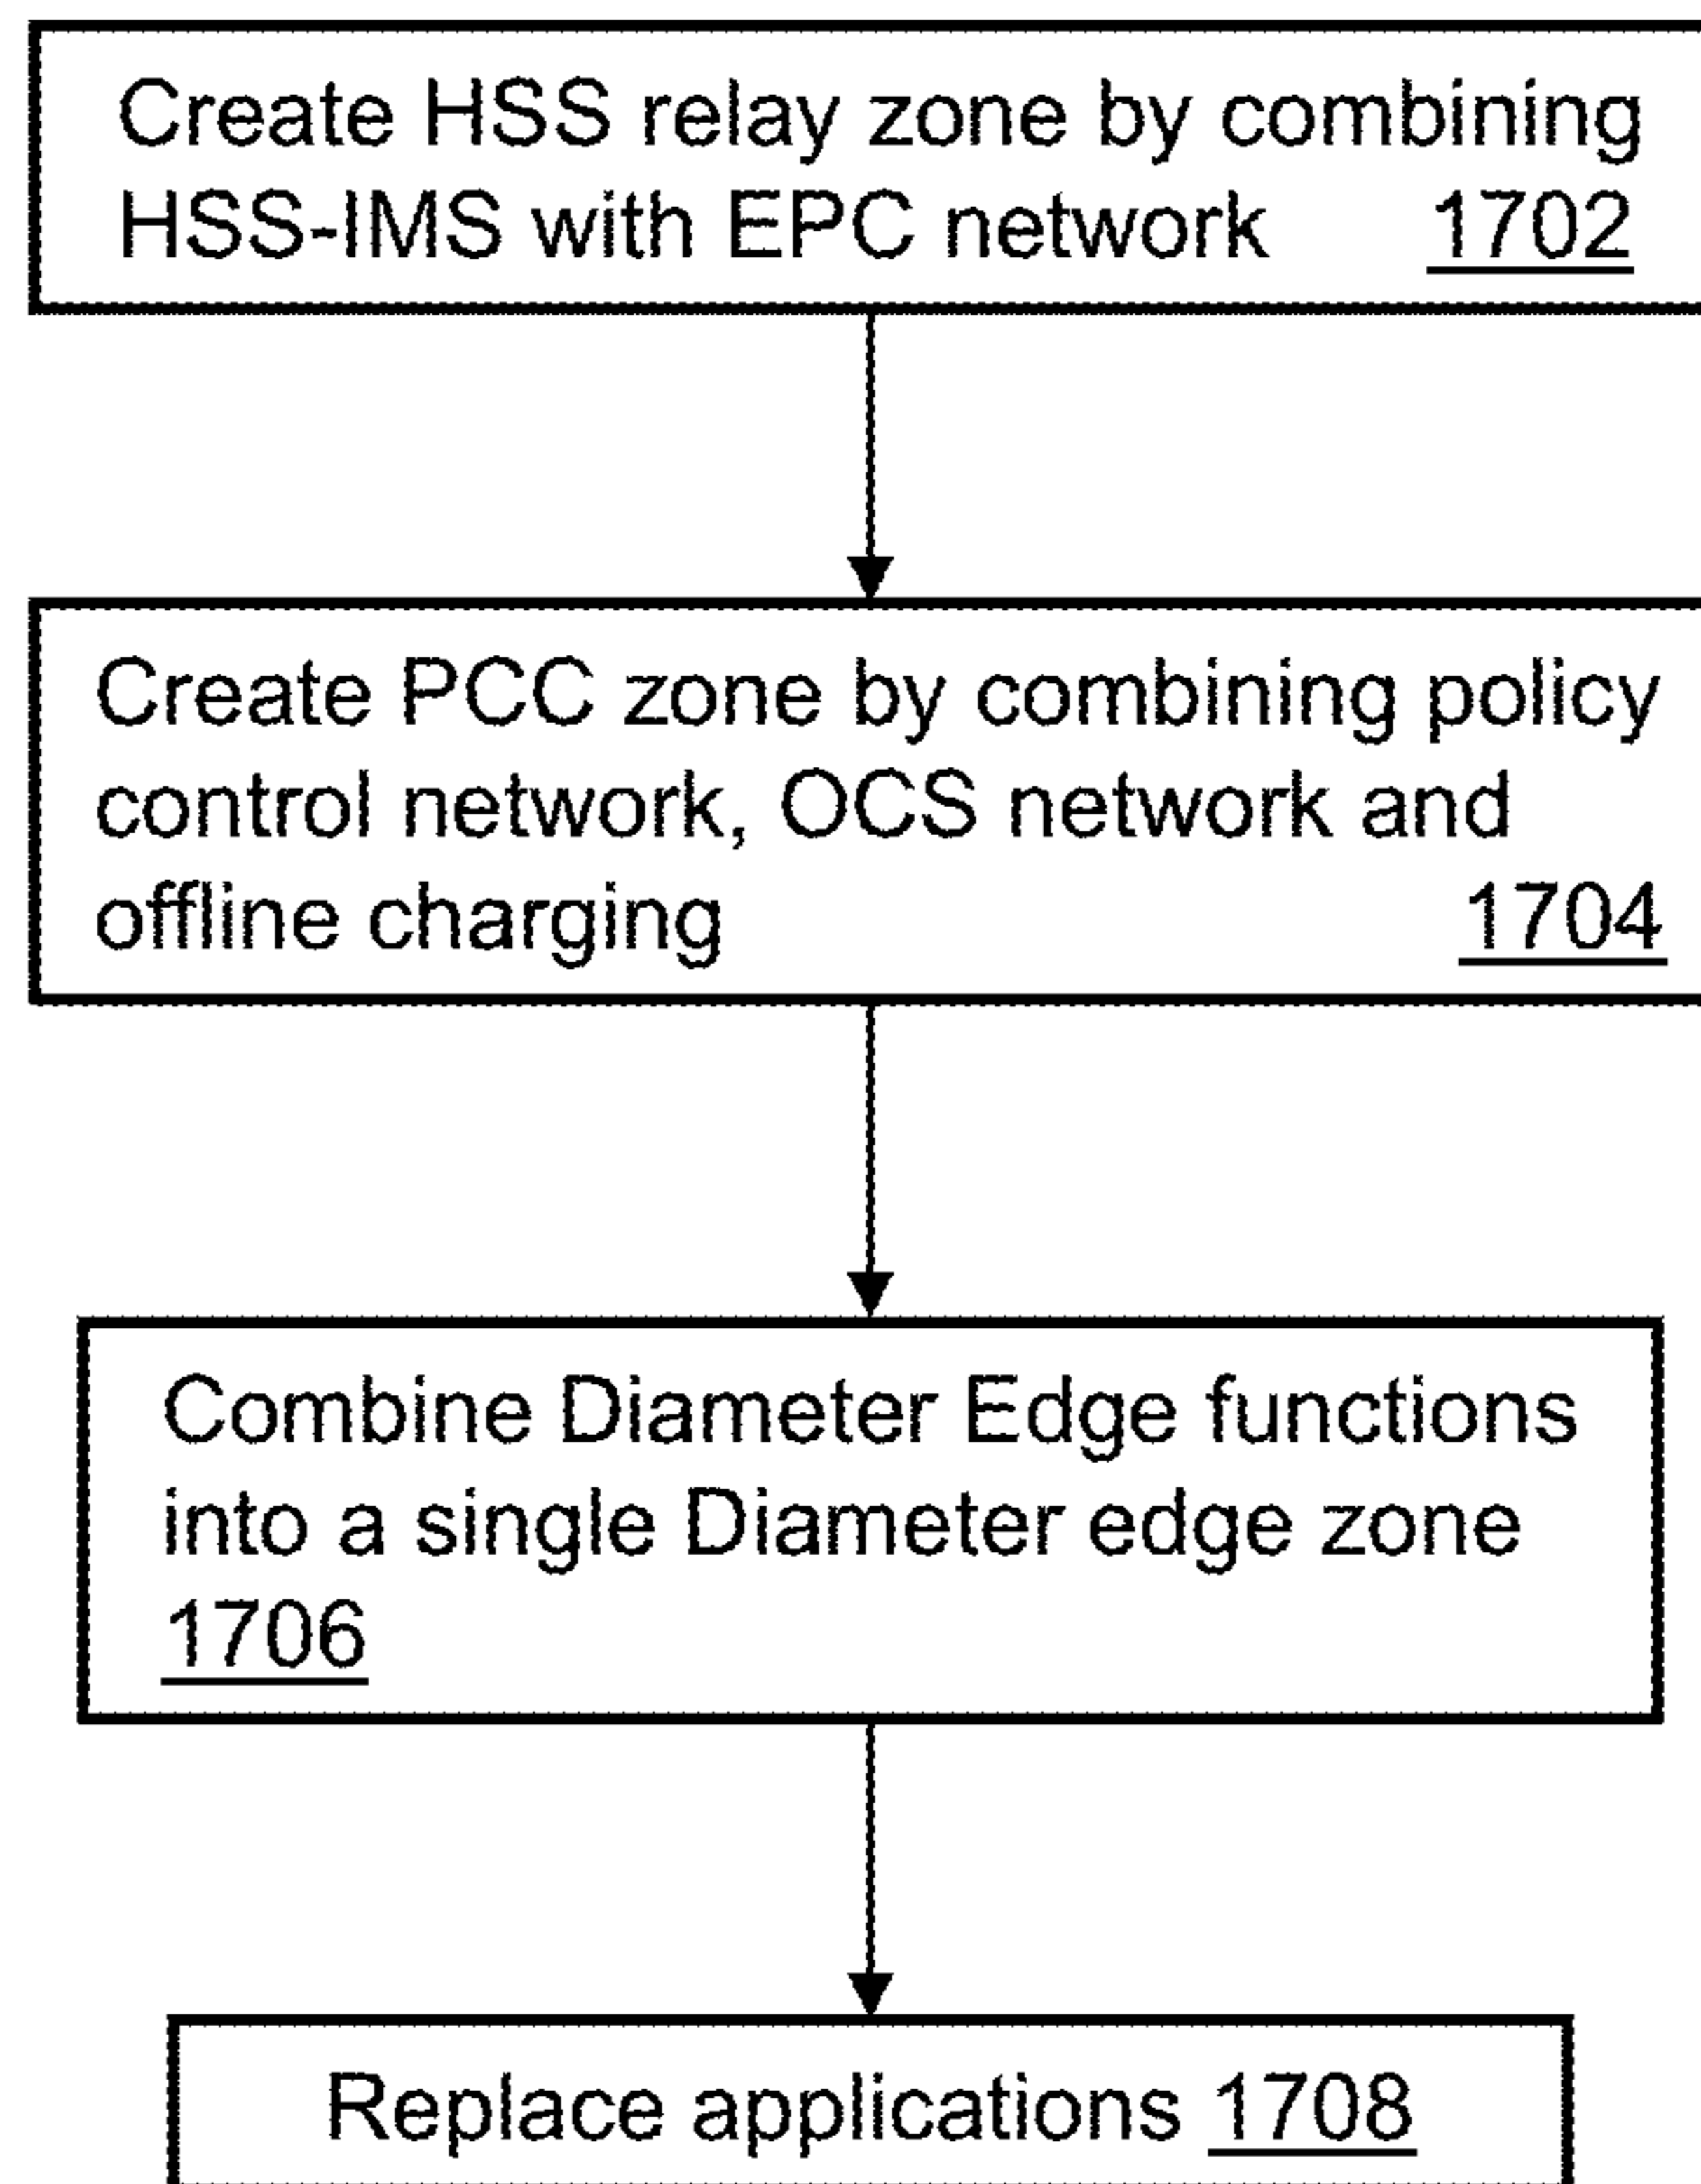 Create HSS relay zone by combining
HSS-IMS with EPC network 1702
Create PCC zone by combining policy
control network, OCS network and
offline charging 1704
Combine Diameter Edge functions
into a single Diameter edge zone
1706
Replace applications 1708